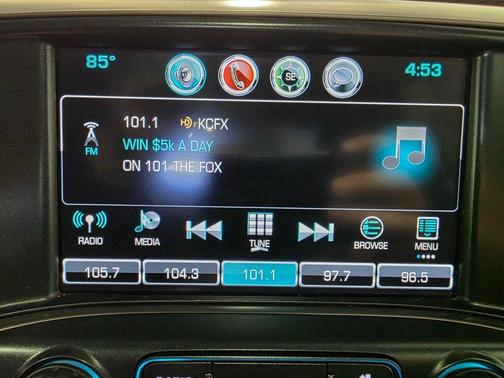 85° 4:53
SE
101.1 HD KCFX
FM
WIN $5k A DAY
ON 101 THE FOX
RADIO MEDIA TUNE BROWSE MENU
105.7 104.3 101.1 97.7 96.5
RADIO